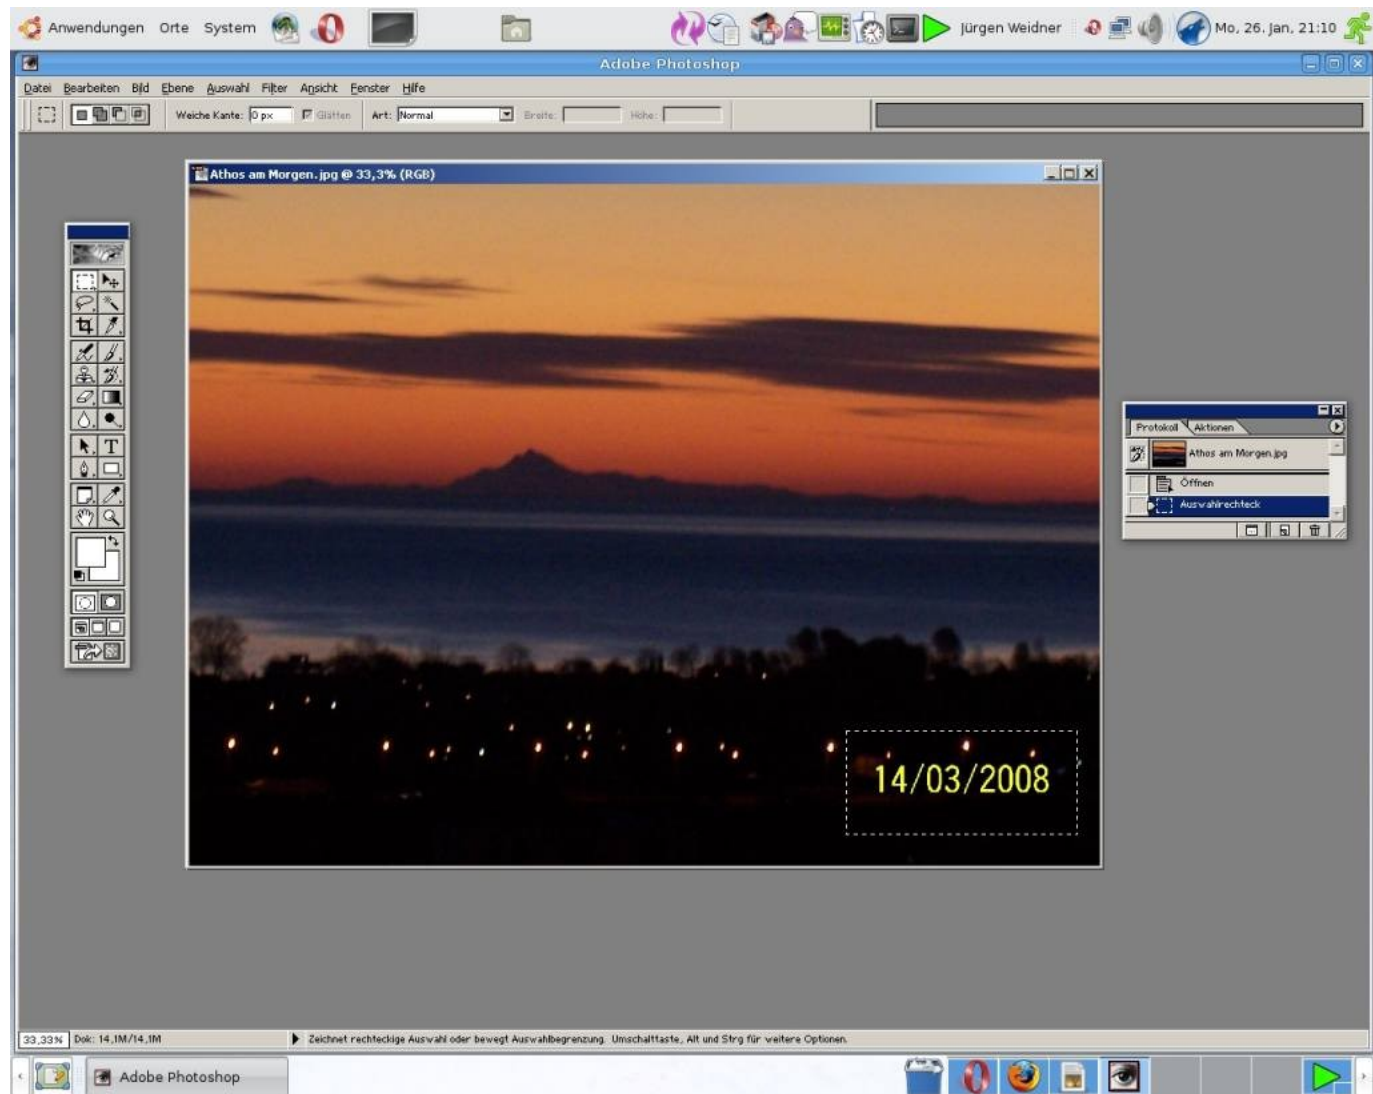 Anwendungen Orte System
Jürgen Weidner
Mo, 26. Jan, 21:10
Adobe Photoshop
Datei Bearbeiten Bild Ebene Auswahl Filter Ansicht Fenster Hilfe
Weiche Kante: 0 px Glätten Art: Normal Breite: Höhe:
Athos am Morgen.jpg @ 33,3% (RGB)
Protokoll Aktionen
Athos am Morgen.jpg
Öffnen
Auswahlrechteck
T
14/03/2008
33,33% Dok: 14,1M/14,1M Zeichnet rechteckige Auswahl oder bewegt Auswahlbegrenzung. Umschalttaste, Alt und Strg für weitere Optionen.
Adobe Photoshop